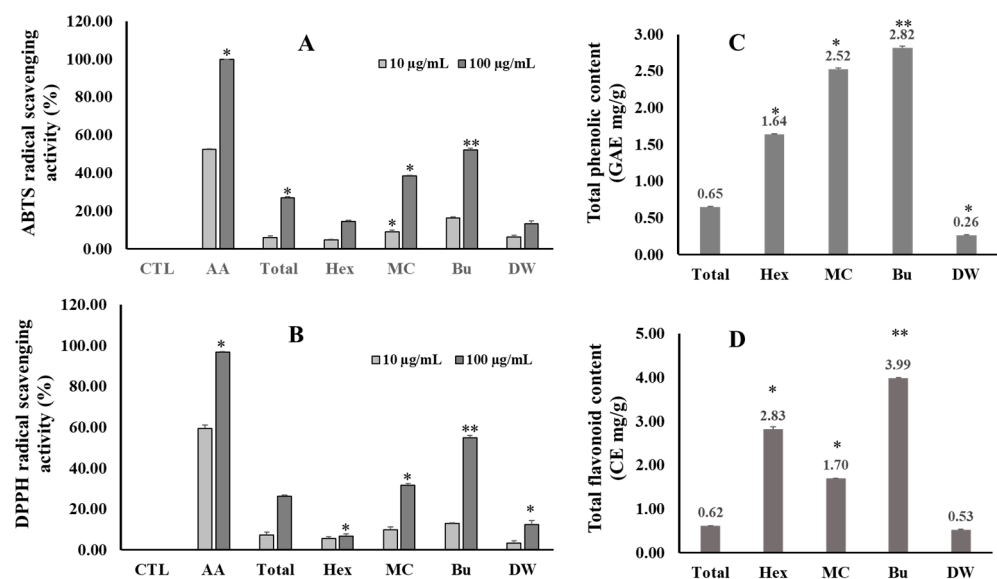 ABTS radical scavenging
activity (%)
120.00
100.00
80.00
60.00
40.00
20.00
0.00
A
10 µg/mL
100 µg/mL
*
*
*
*
**
CTL AA Total Hex MC Bu DW
DPPH radical scavenging
activity (%)
120.00
100.00
80.00
60.00
40.00
20.00
0.00
B
10 µg/mL
100 µg/mL
*
*
*
**
*
CTL AA Total Hex MC Bu DW
Total phenolic content
(GAE mg/g)
3.00
2.50
2.00
1.50
1.00
0.50
0.00
C
0.65
*
1.64
*
2.52
**
2.82
*
0.26
Total Hex MC Bu DW
Total flavonoid content
(CE mg/g)
5.00
4.00
3.00
2.00
1.00
0.00
D
0.62
*
2.83
*
1.70
**
3.99
0.53
Total Hex MC Bu DW